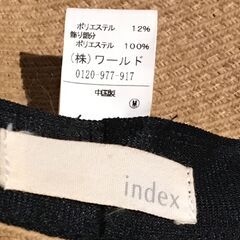 ポリエステル 12%
飾り部分
ポリエステル 100%
(株)ワールド
0120-977-917
中国製
M
index